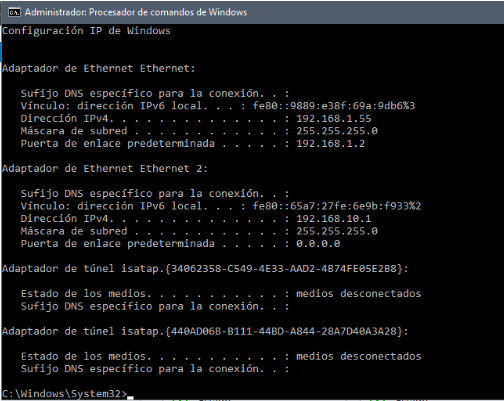 Administrador: Procesador de comandos de Windows
Configuración IP de Windows
Adaptador de Ethernet Ethernet:
Sufijo DNS específico para la conexión. . :
Vínculo: dirección IPv6 local. . . : fe80::9889:e38f:69a:9db6%3
Dirección IPv4. . . . . . . . . . . . . . : 192.168.1.55
Máscara de subred . . . . . . . . . . . . : 255.255.255.0
Puerta de enlace predeterminada . . . . . : 192.168.1.2
Adaptador de Ethernet Ethernet 2:
Sufijo DNS específico para la conexión. . :
Vínculo: dirección IPv6 local. . . : fe80::65a7:27fe:6e9b:f933%2
Dirección IPv4. . . . . . . . . . . . . . : 192.168.10.1
Máscara de subred . . . . . . . . . . . . : 255.255.255.0
Puerta de enlace predeterminada . . . . . : 0.0.0.0
Adaptador de túnel isatap.{34062358-C549-4E33-AAD2-4B74FE05E2B8}:
Estado de los medios. . . . . . . . . . . : medios desconectados
Sufijo DNS específico para la conexión. . :
Adaptador de túnel isatap.{440AD06B-B111-44BD-A844-28A7D40A3A28}:
Estado de los medios. . . . . . . . . . . : medios desconectados
Sufijo DNS específico para la conexión. . :
C:\Windows\System32>